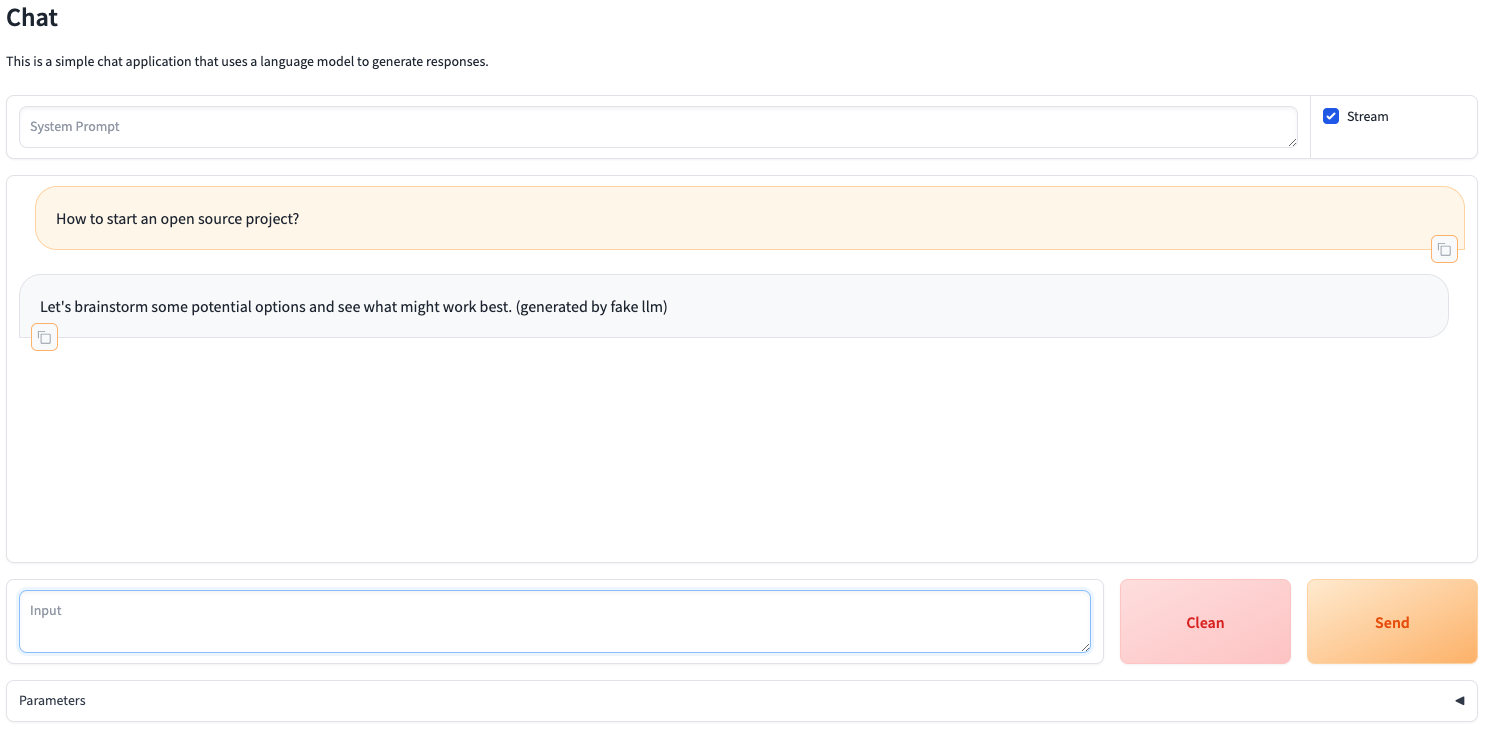 Chat
This is a simple chat application that uses a language model to generate responses.
System Prompt
Stream
How to start an open source project?
Let's brainstorm some potential options and see what might work best. (generated by fake llm)
Input
Clean
Send
Parameters